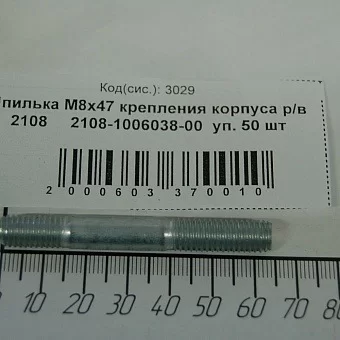 Код(сис.): 3029
Шпилька М8х47 крепления корпуса р/в
2108 2108-1006038-00 уп. 50 шт
2 000603 370010
0 10 20 30 40 50 60 70 80